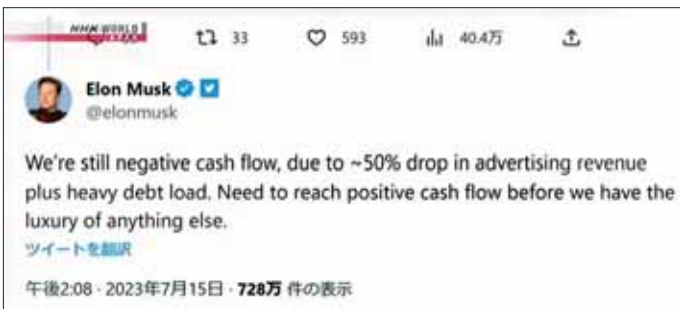 NHK WORLD
33 593 40.4万
Elon Musk
@elonmusk
We're still negative cash flow, due to ~50% drop in advertising revenue
plus heavy debt load. Need to reach positive cash flow before we have the
luxury of anything else.
ツイートを翻訳
午後2:08 · 2023年7月15日 · 728万 件の表示